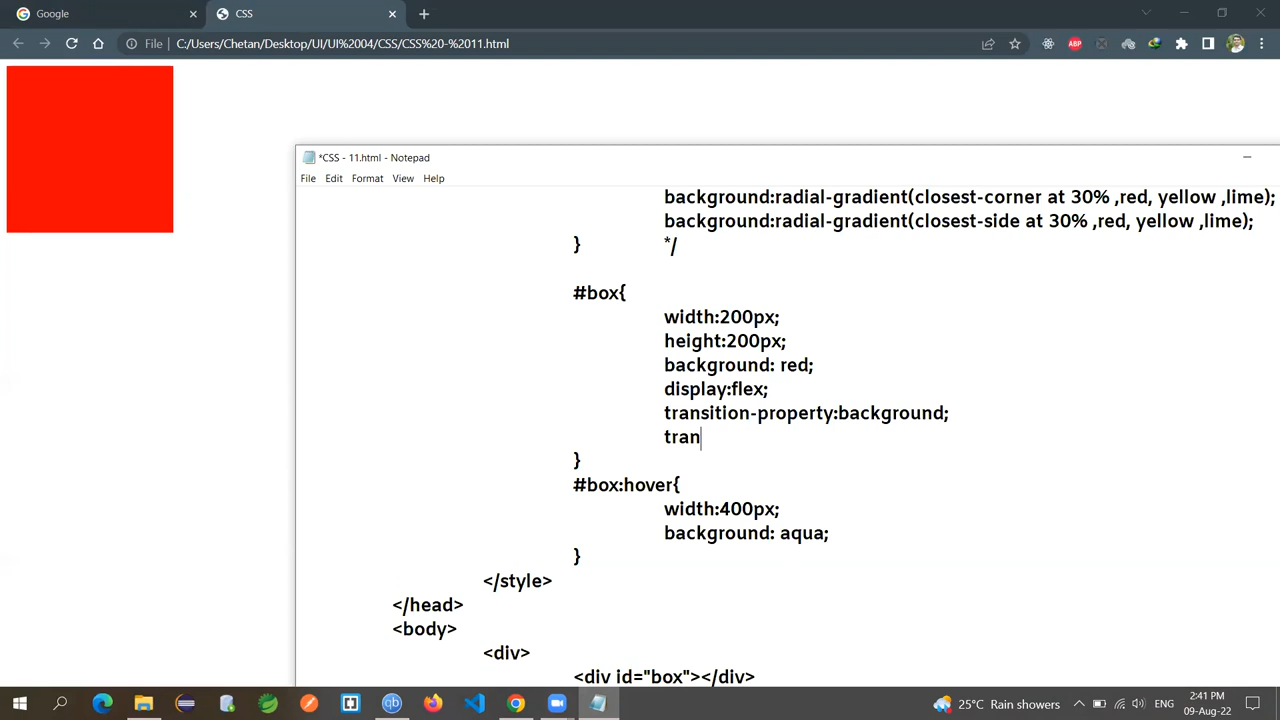 Google
CSS
File
C:/Users/Chetan/Desktop/UI/UI%2004/CSS/CSS%20-%2011.html
ABP
*CSS - 11.html - Notepad
File Edit Format View Help
background:radial-gradient(closest-corner at 30% ,red, yellow ,lime);
background:radial-gradient(closest-side at 30% ,red, yellow ,lime);
} */
#box{
width:200px;
height:200px;
background: red;
display:flex;
transition-property:background;
tran
}
#box:hover{
width:400px;
background: aqua;
}
</style>
</head>
<body>
<div>
<div id="box"></div>
25°C Rain showers
ENG
2:41 PM
09-Aug-22